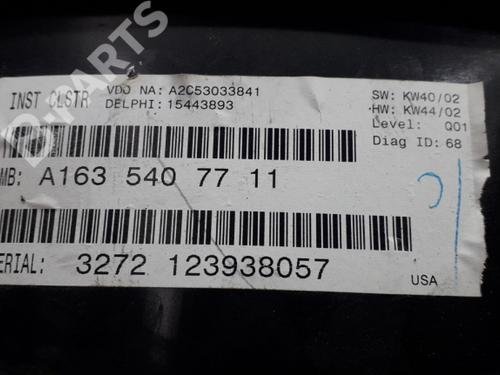 B-PARTS
INST CLSTR
VDO NA: A2C53033841
DELPHI: 15443893
SW: KW40/02
HW: KW44/02
Level: Q01
Diag ID: 68
MB: A163 540 77 11
ERIAL: 3272 123938057
USA